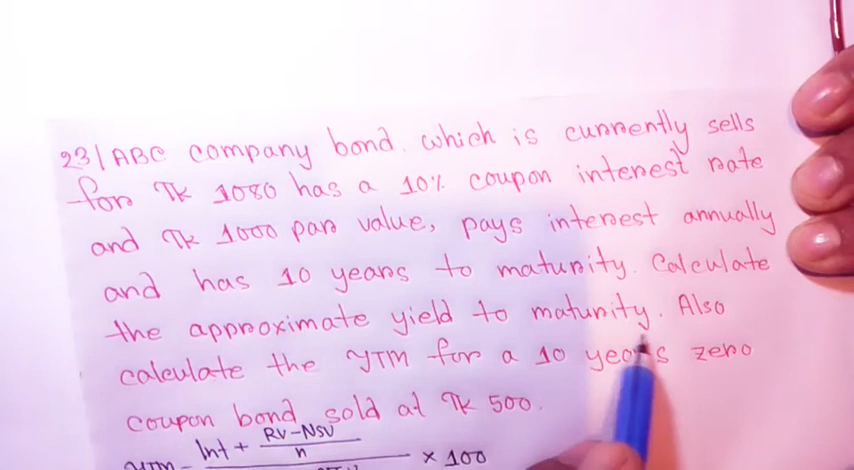 23/ ABC company bond. which is currently sells
for TK 1080 has a 10% coupon interest rate
and TK 1000 par value, pays interest annually
and has 10 years to maturity. Calculate
the approximate yield to maturity. Also
calculate the YTM for a 10 years zero
coupon bond sold at TK 500.
RV-NSV
Int + n
YTM = × 100